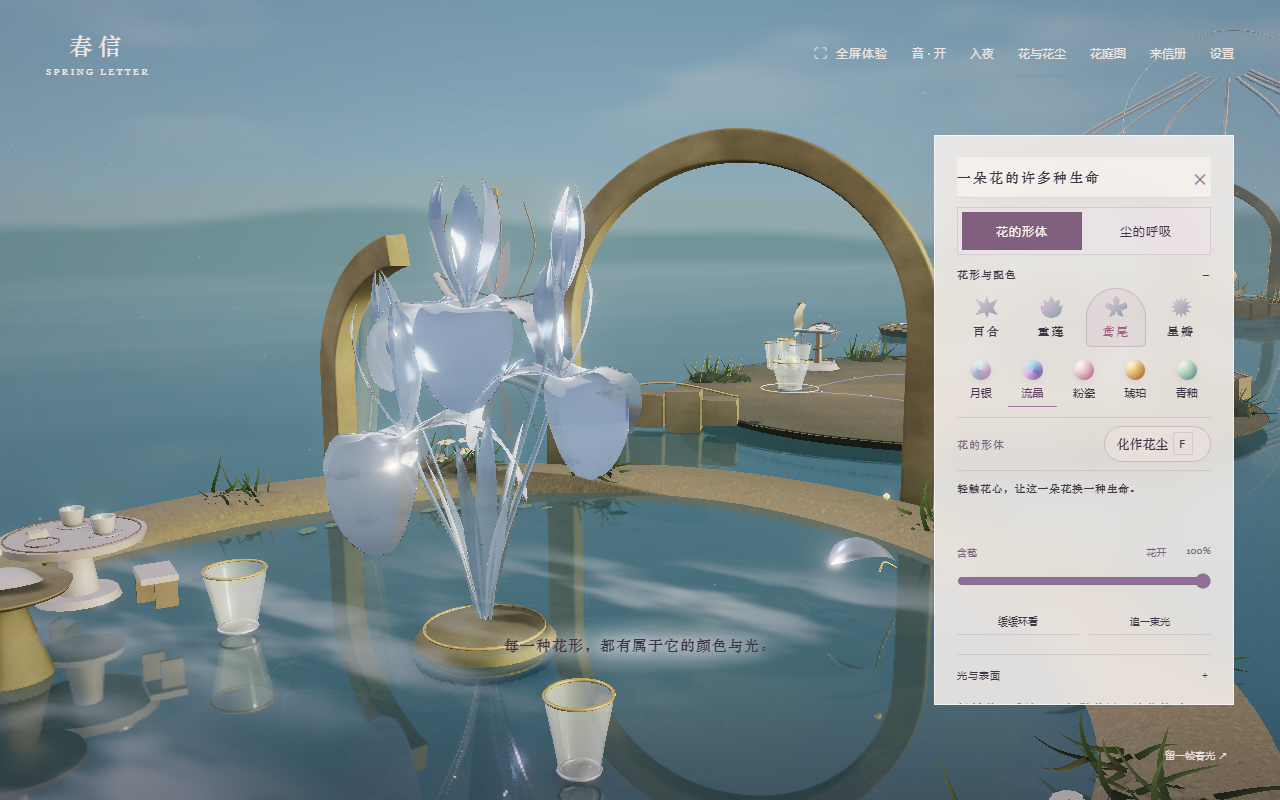 春信
SPRING LETTER
全屏体验 音·开 入夜 花与花尘 花庭图 来信册 设置
一朵花的许多种生命 ×
花的形体 尘的呼吸
花形与配色 −
百合 重莲 鸢尾 星瓣
月银 流晶 粉瓷 琥珀 青釉
花的形体 化作花尘 F
轻触花心，让这一朵花换一种生命。
含苞 花开 100%
缓缓环看 追一束光
光与表面 +
每一种花形，都有属于它的颜色与光。
留一帧春光 ↗